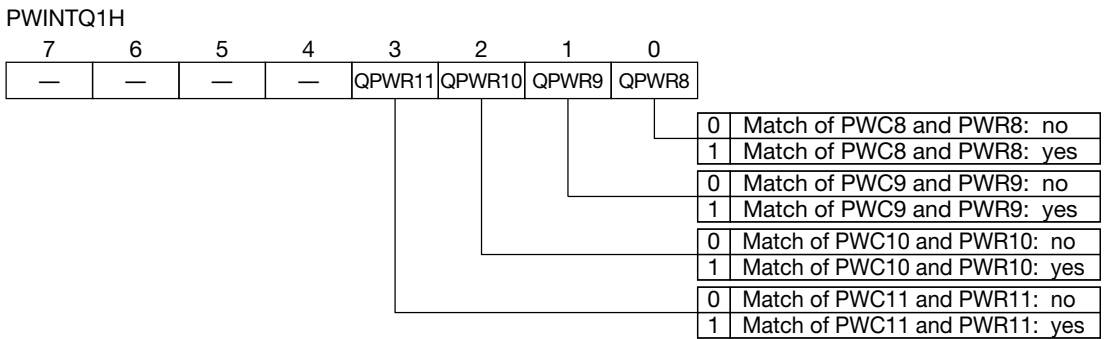 PWINTQ1H
7 6 5 4 3 2 1 0
— — — — QPWR11 QPWR10 QPWR9 QPWR8
0 Match of PWC8 and PWR8: no
1 Match of PWC8 and PWR8: yes
0 Match of PWC9 and PWR9: no
1 Match of PWC9 and PWR9: yes
0 Match of PWC10 and PWR10: no
1 Match of PWC10 and PWR10: yes
0 Match of PWC11 and PWR11: no
1 Match of PWC11 and PWR11: yes